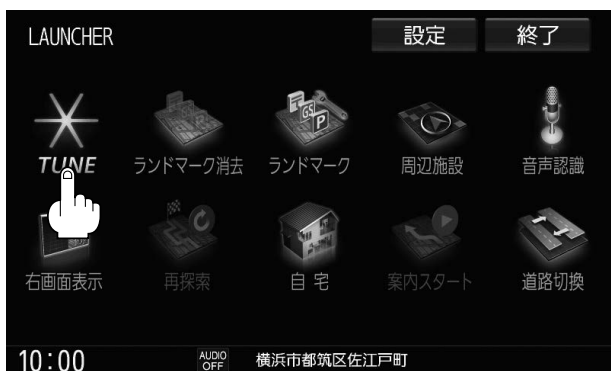 LAUNCHER 設定 終了
TUNE ランドマーク消去 ランドマーク 周辺施設 音声認識
GS P
右画面表示 再探索 自 宅 案内スタート 道路切換
10:00 AUDIO OFF 横浜市都筑区佐江戸町